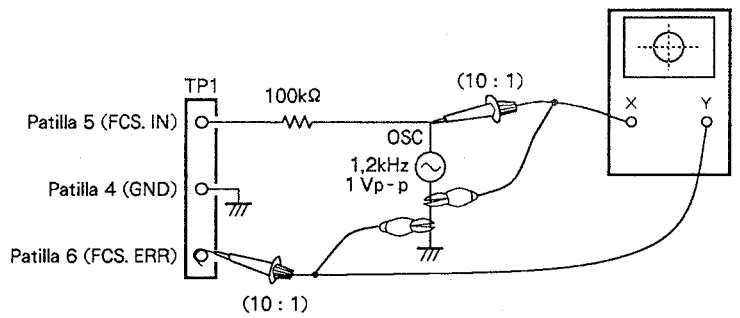 TP1
100kΩ
(10 : 1)
X
Y
Patilla 5 (FCS. IN)
OSC
1,2kHz
1 Vp-p
Patilla 4 (GND)
Patilla 6 (FCS. ERR)
(10 : 1)